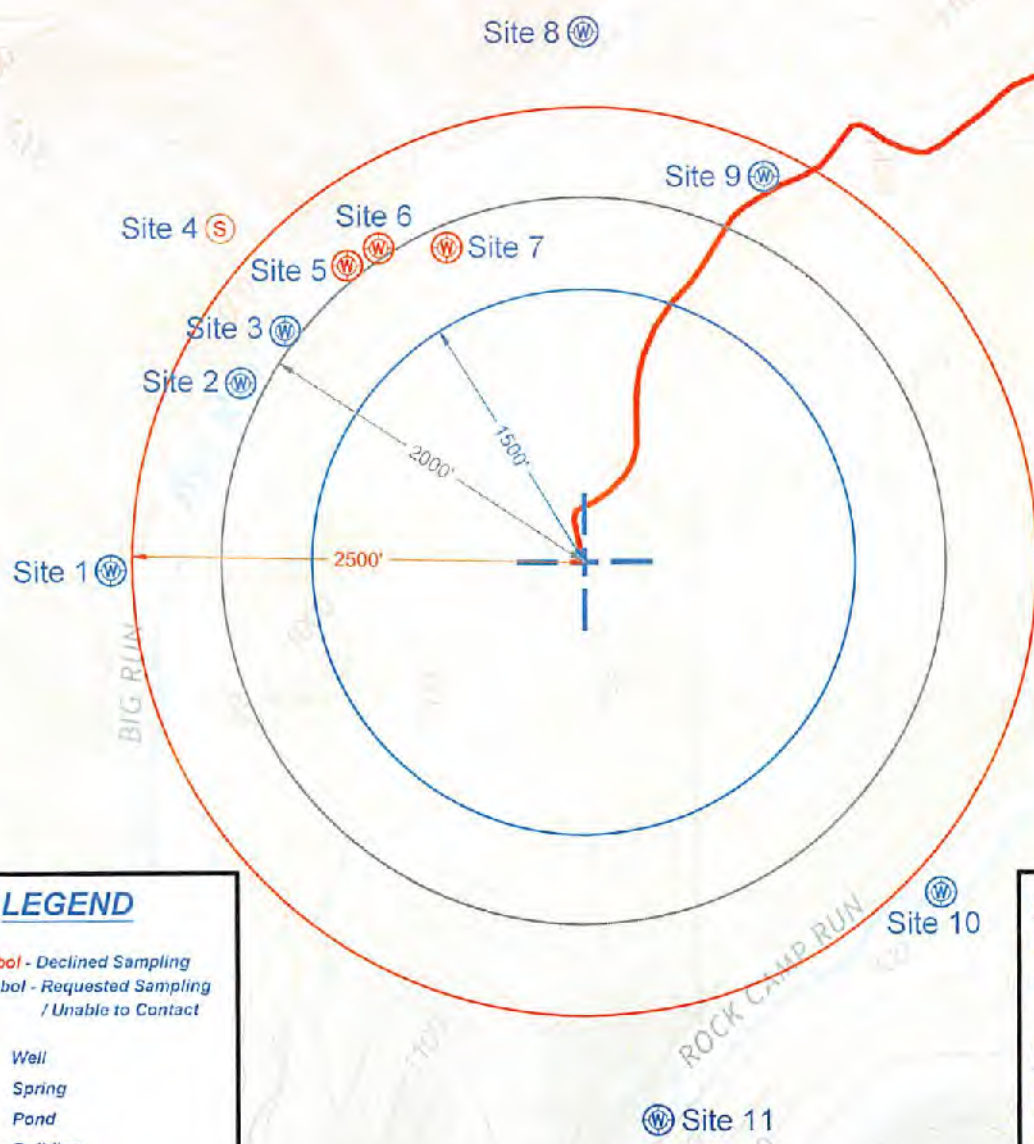 Site 8 W
Site 9 W
Site 4 S
Site 6
W
W Site 7
Site 5 W
Site 3 W
Site 2 W
1500'
2000'
2500'
Site 1 W
BIG RUN
W
Site 10
ROCK CAMP RUN
W Site 11
LEGEND
- Declined Sampling
- Requested Sampling
/ Unable to Contact
Well
Spring
Pond